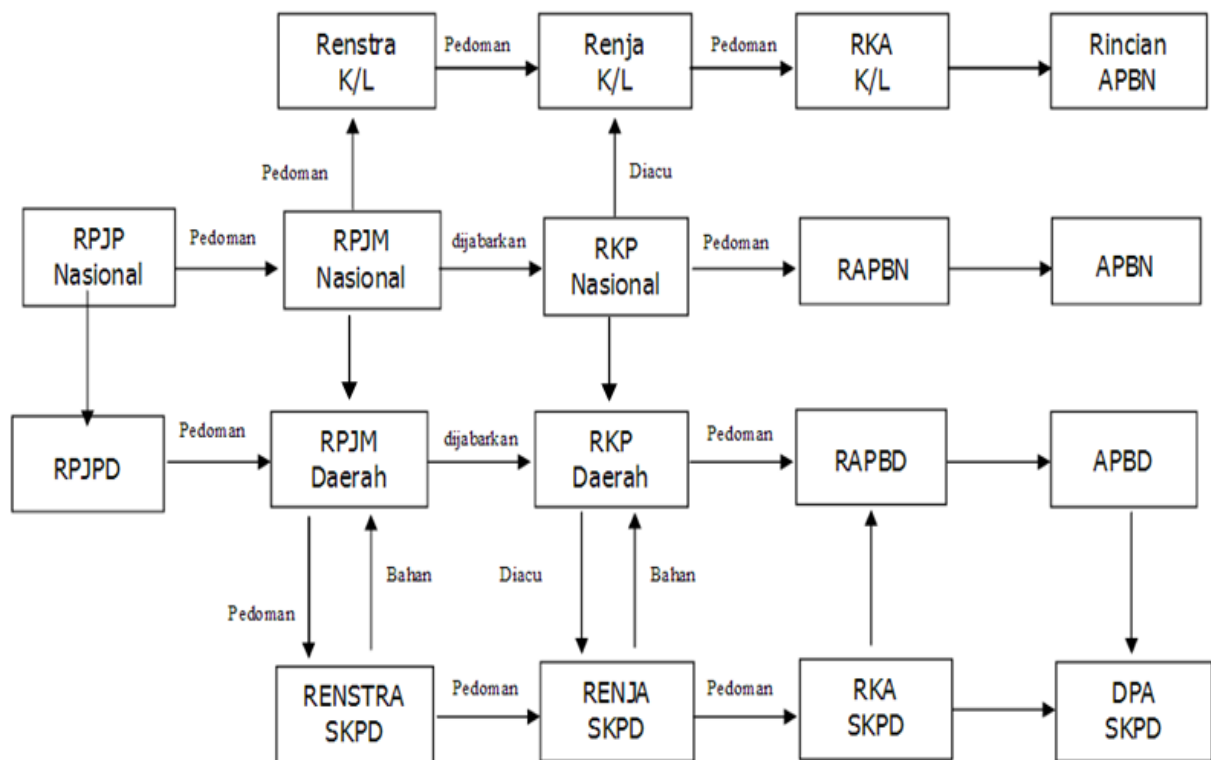 Renstra
K/L
Pedoman
Renja
K/L
Pedoman
RKA
K/L
Rincian
APBN
Pedoman
Diacu
RPJP
Nasional
Pedoman
RPJM
Nasional
dijabarkan
RKP
Nasional
Pedoman
RAPBN
APBN
RPJPD
Pedoman
RPJM
Daerah
dijabarkan
RKP
Daerah
Pedoman
RAPBD
APBD
Pedoman
Bahan
Diacu
Bahan
RENSTRA
SKPD
Pedoman
RENJA
SKPD
Pedoman
RKA
SKPD
DPA
SKPD